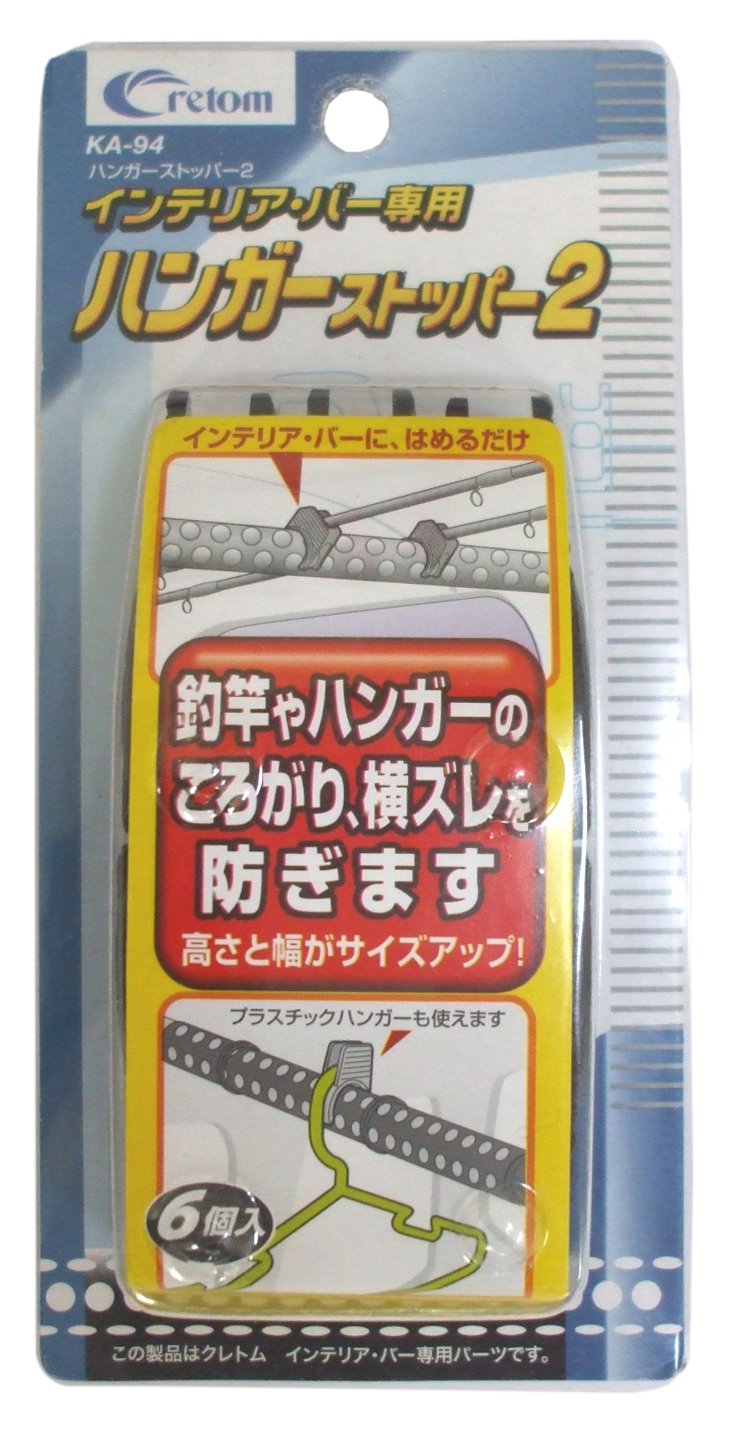 Cretom
KA-94
ハンガーストッパー2
インテリア・バー専用
ハンガーストッパー2
インテリア・バーに、はめるだけ
釣竿やハンガーの
ころがり、横ズレを
防ぎます
高さと幅がサイズアップ!
プラスチックハンガーも使えます
6個入
この製品はクレトム インテリア・バー専用パーツです。